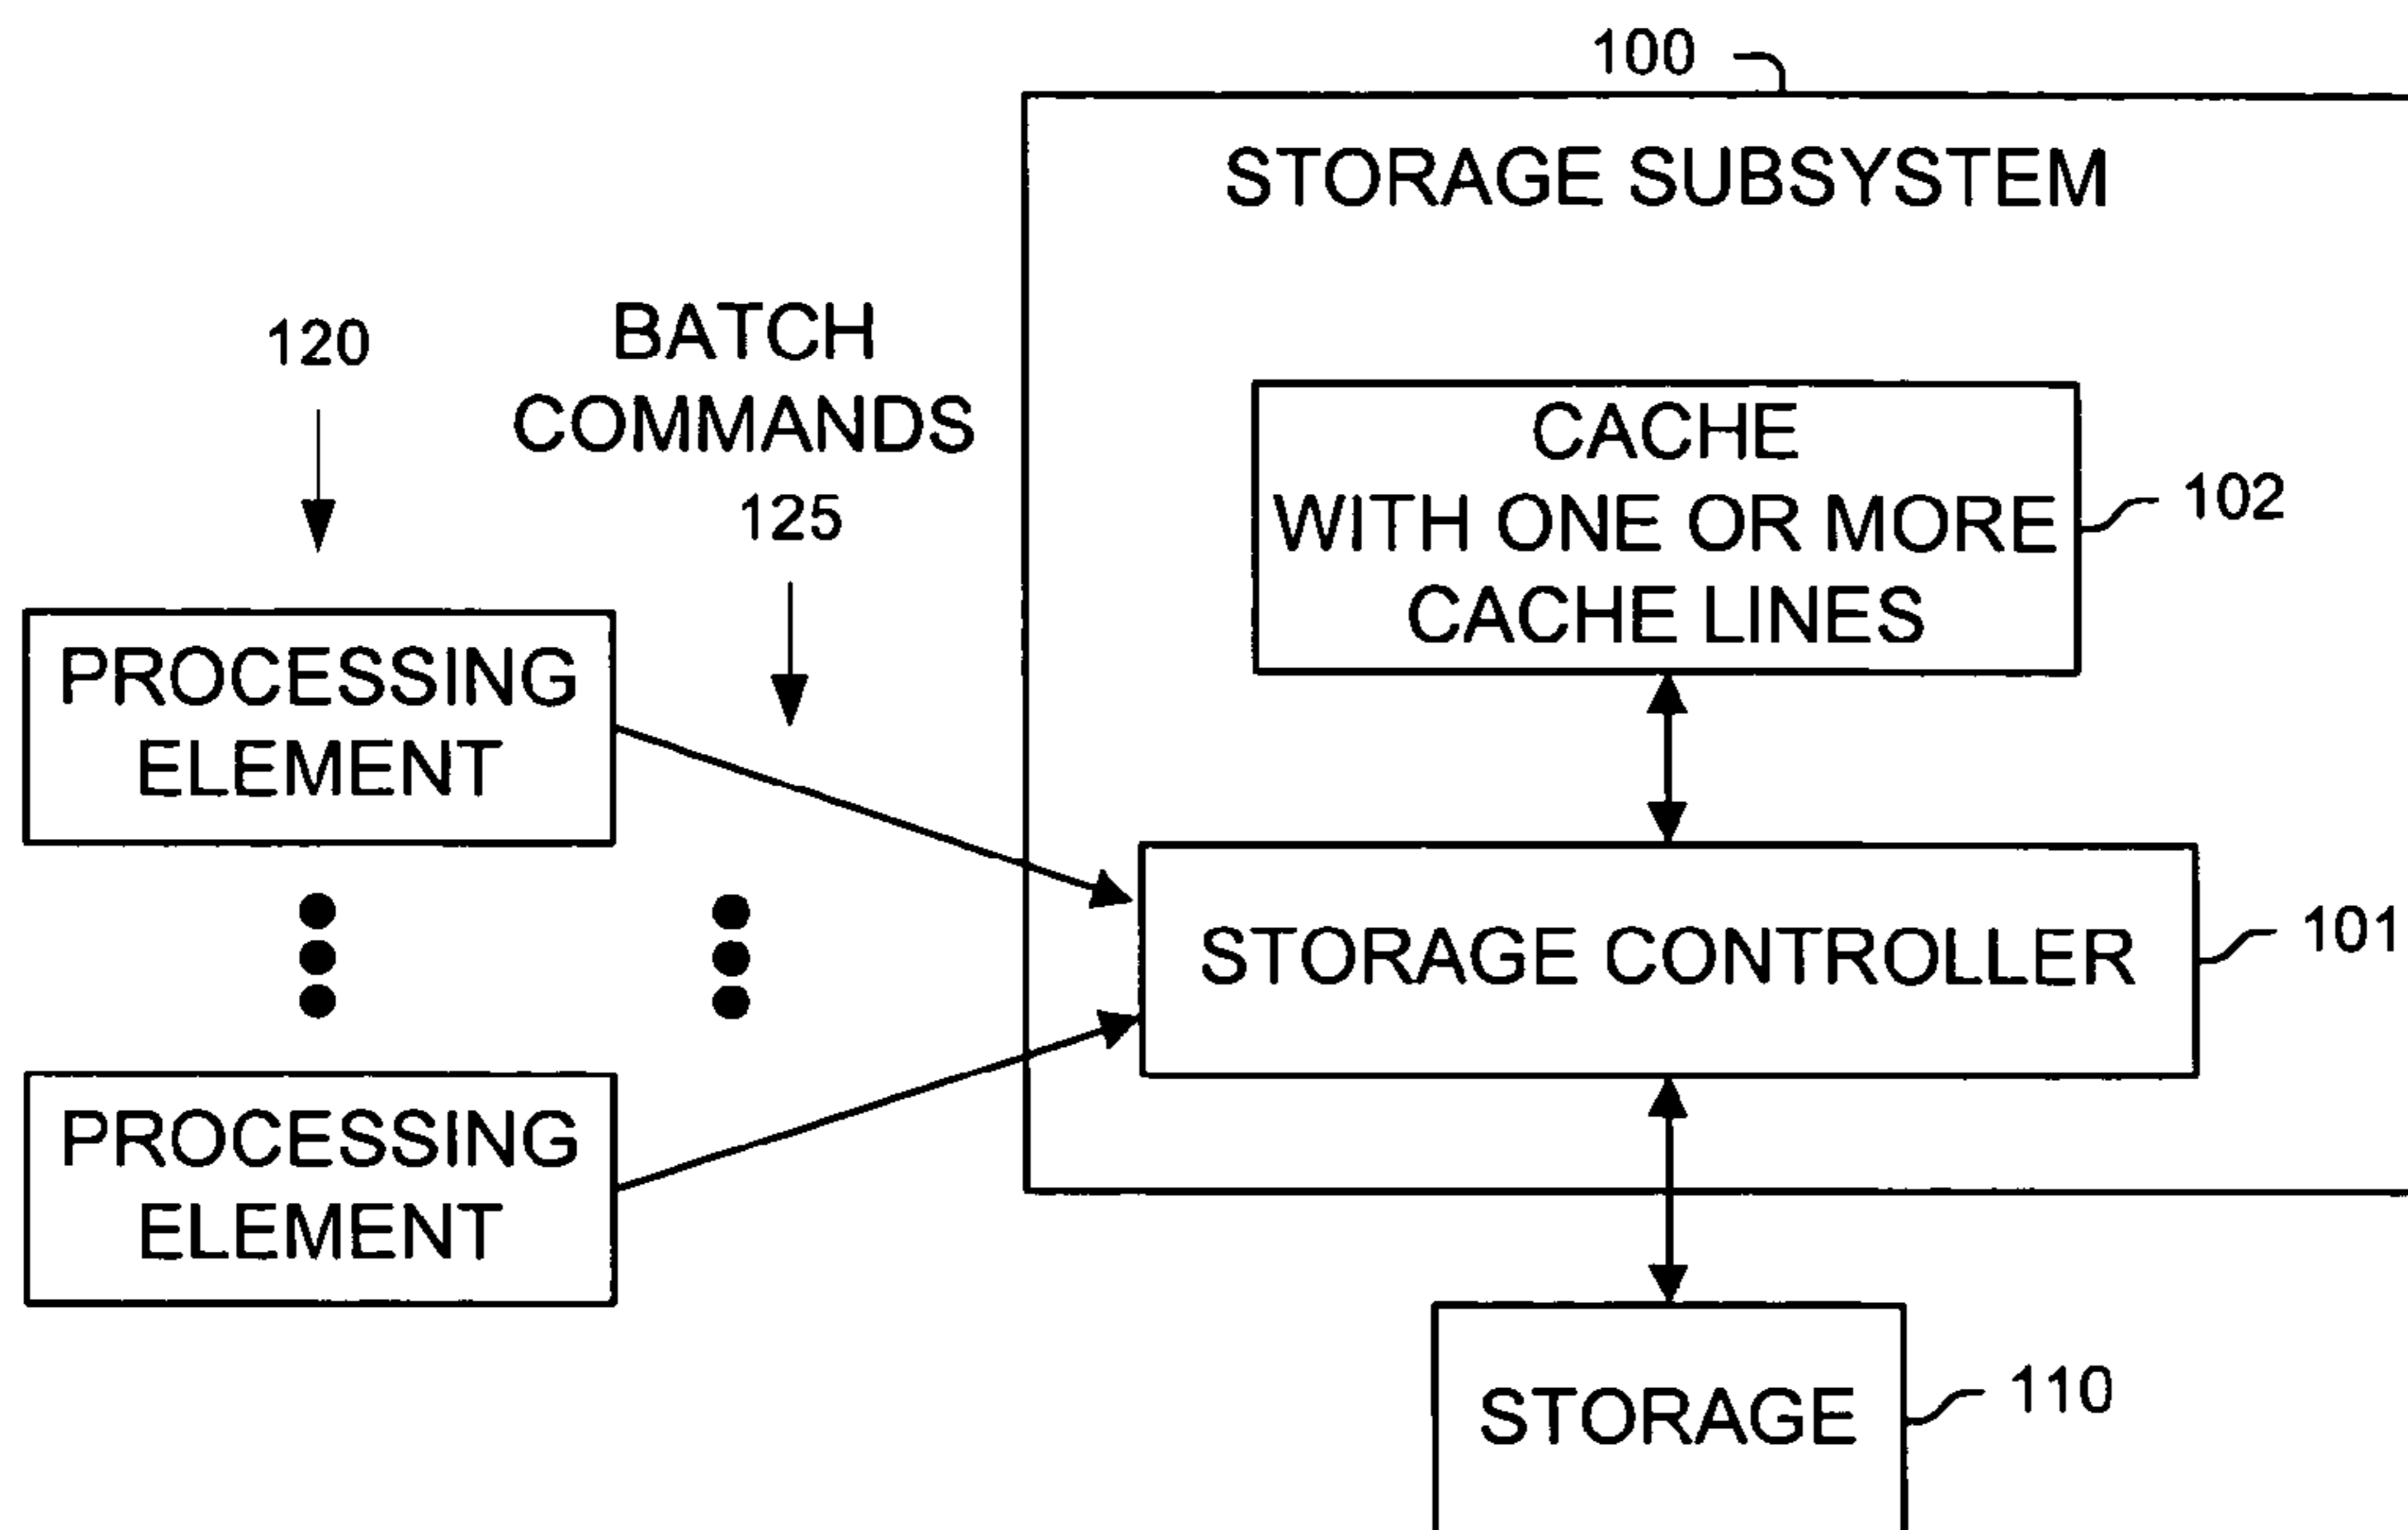 100
STORAGE SUBSYSTEM
120
BATCH
COMMANDS
125
CACHE
WITH ONE OR MORE
CACHE LINES
102
PROCESSING
ELEMENT
STORAGE CONTROLLER
101
PROCESSING
ELEMENT
STORAGE
110